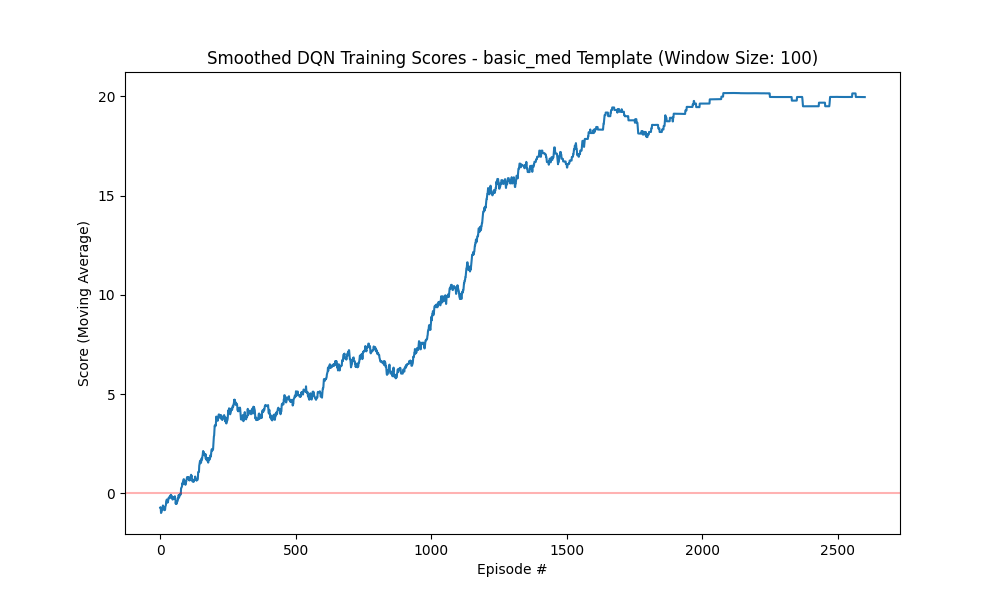 Smoothed DQN Training Scores - basic_med Template (Window Size: 100)
20
15
10
5
0
Score (Moving Average)
0 500 1000 1500 2000 2500
Episode #